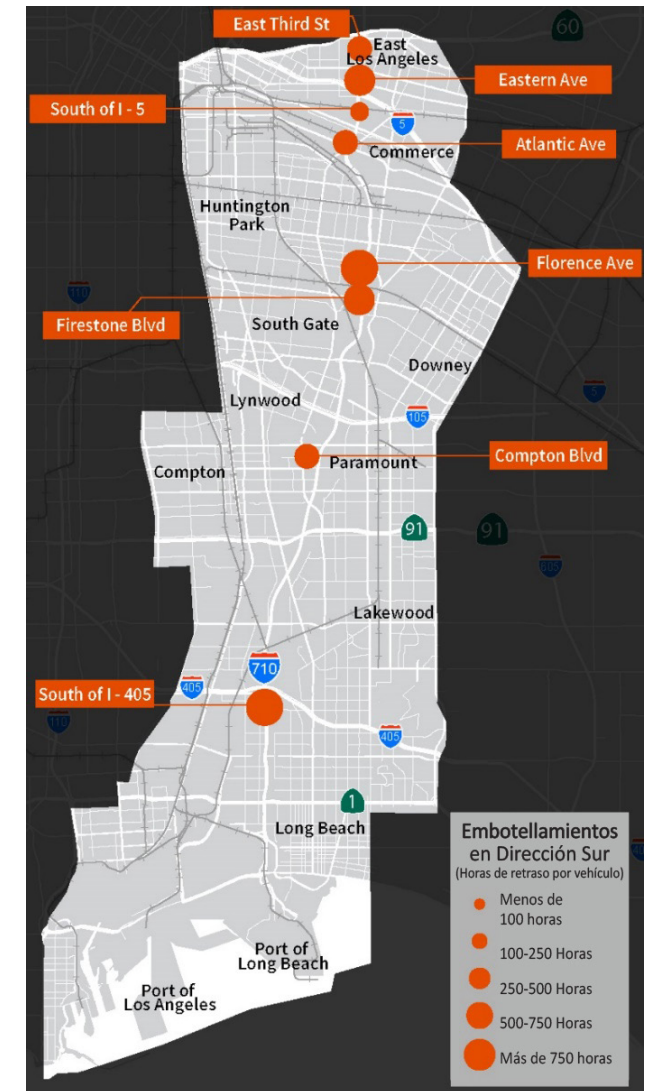 East Third St
60
East
Los Angeles
Eastern Ave
South of I - 5
5
Atlantic Ave
Commerce
Huntington
Park
Florence Ave
110
Firestone Blvd
South Gate
Downey
5
Lynwood
105
Compton Blvd
Paramount
Compton
91
91
605
Lakewood
710
South of I - 405
405
110
405
1
Long Beach
Port of
Long Beach
Port of
Los Angeles
Embotellamientos
en Dirección Sur
(Horas de retraso por vehículo)
Menos de
100 horas
100-250 Horas
250-500 Horas
500-750 Horas
Más de 750 horas